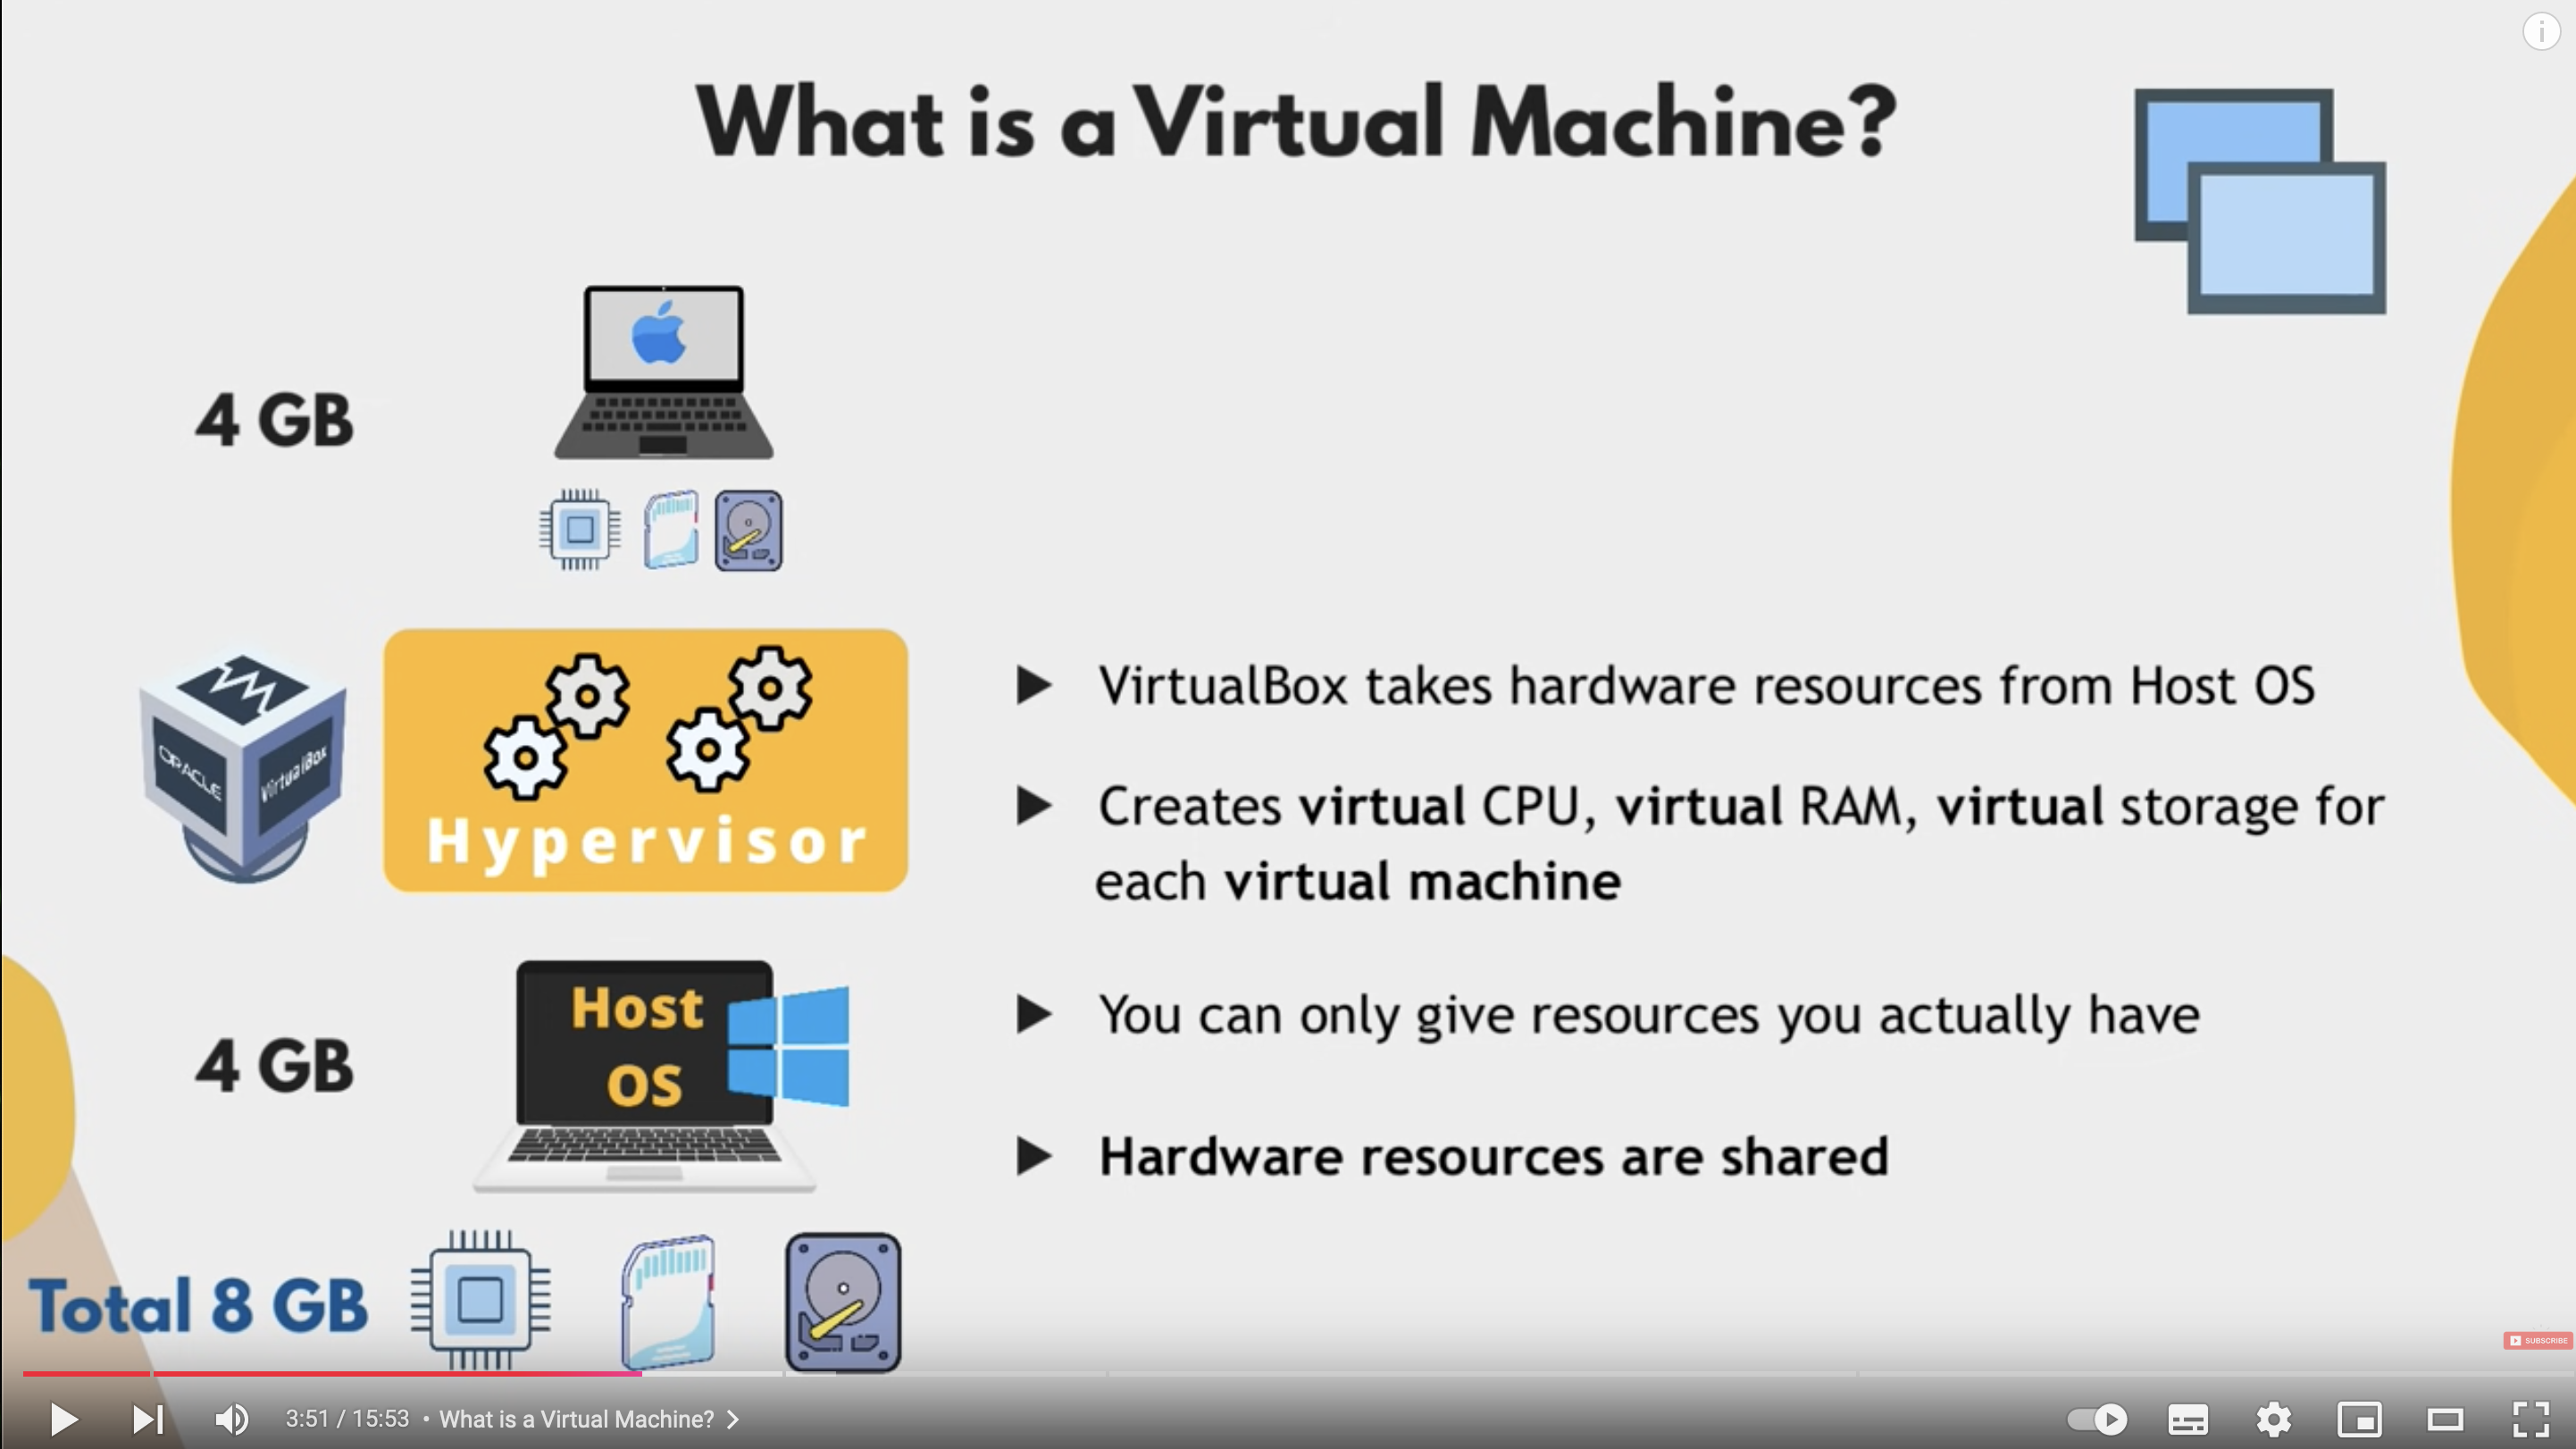 What is a Virtual Machine?
4 GB
ORACLE
VirtualBox
Hypervisor
▶ VirtualBox takes hardware resources from Host OS
▶ Creates virtual CPU, virtual RAM, virtual storage for
each virtual machine
Host
OS
4 GB
▶ You can only give resources you actually have
▶ Hardware resources are shared
Total 8 GB
SUBSCRIBE
3:51 / 15:53 • What is a Virtual Machine? >